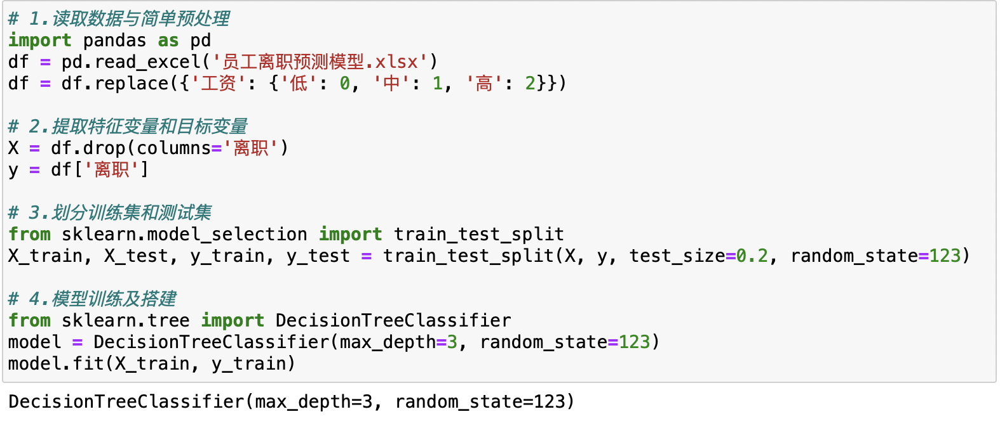 # 1.读取数据与简单预处理
import pandas as pd
df = pd.read_excel('员工离职预测模型.xlsx')
df = df.replace({'工资': {'低': 0, '中': 1, '高': 2}})
# 2.提取特征变量和目标变量
X = df.drop(columns='离职')
y = df['离职']
# 3.划分训练集和测试集
from sklearn.model_selection import train_test_split
X_train, X_test, y_train, y_test = train_test_split(X, y, test_size=0.2, random_state=123)
# 4.模型训练及搭建
from sklearn.tree import DecisionTreeClassifier
model = DecisionTreeClassifier(max_depth=3, random_state=123)
model.fit(X_train, y_train)
DecisionTreeClassifier(max_depth=3, random_state=123)